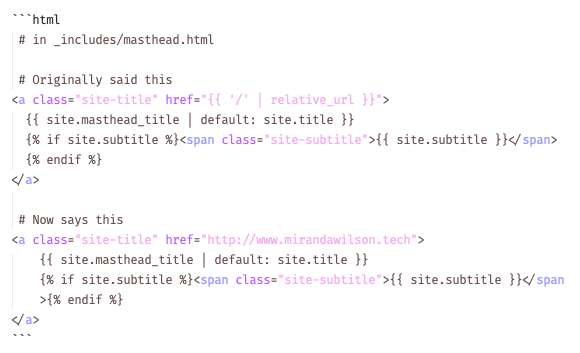 ```html
# in _includes/masthead.html
# Originally said this
<a class="site-title" href="{{ '/' | relative_url }}">
{{ site.masthead_title | default: site.title }}
{% if site.subtitle %}<span class="site-subtitle">{{ site.subtitle }}</span>
{% endif %}
</a>
# Now says this
<a class="site-title" href="http://www.mirandawilson.tech">
{{ site.masthead_title | default: site.title }}
{% if site.subtitle %}<span class="site-subtitle">{{ site.subtitle }}</span
>{% endif %}
</a>
```